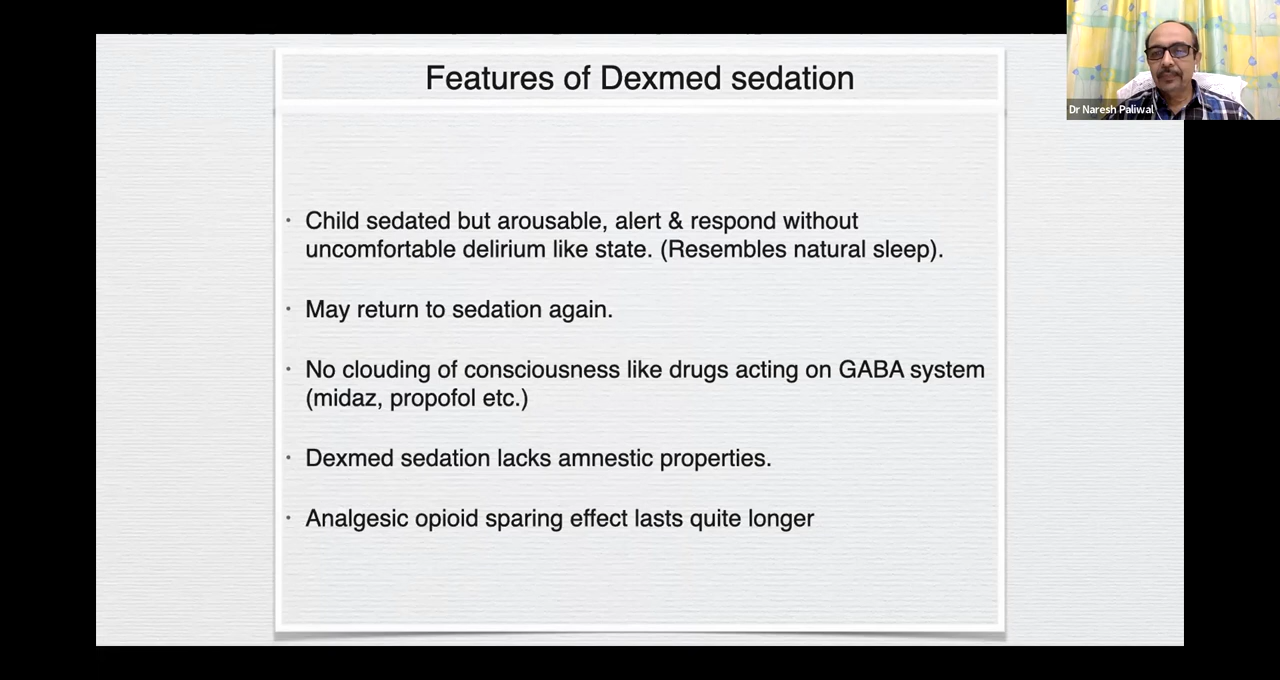 Features of Dexmed sedation
Dr Naresh Paliwal
• Child sedated but arousable, alert & respond without
uncomfortable delirium like state. (Resembles natural sleep).
• May return to sedation again.
• No clouding of consciousness like drugs acting on GABA system
(midaz, propofol etc.)
• Dexmed sedation lacks amnestic properties.
• Analgesic opioid sparing effect lasts quite longer